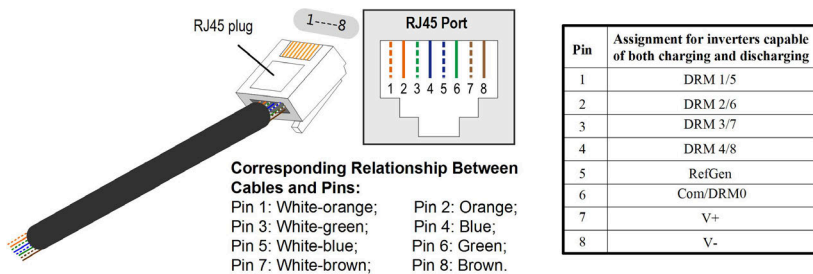 RJ45 plug
1----8
RJ45 Port
1 2 3 4 5 6 7 8
Corresponding Relationship Between
Cables and Pins:
Pin 1: White-orange; Pin 2: Orange;
Pin 3: White-green; Pin 4: Blue;
Pin 5: White-blue; Pin 6: Green;
Pin 7: White-brown; Pin 8: Brown.
Pin Assignment for inverters capable
of both charging and discharging
1 DRM 1/5
2 DRM 2/6
3 DRM 3/7
4 DRM 4/8
5 RefGen
6 Com/DRM0
7 V+
8 V-